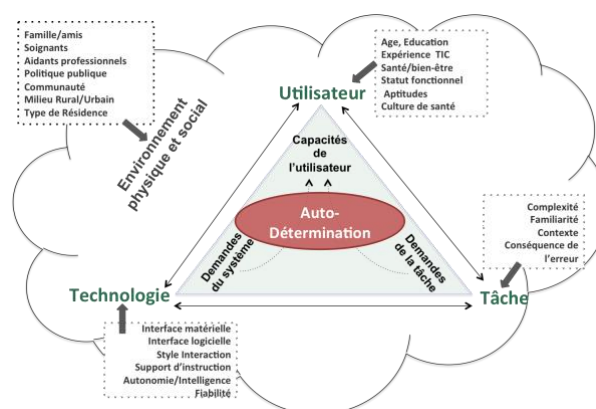 Famille/amis
Soignants
Aidants professionnels
Politique publique
Communauté
Milieu Rural/Urbain
Type de Résidence
Environnement
physique et social
Age, Education
Expérience TIC
Santé/bien-être
Statut fonctionnel
Aptitudes
Culture de santé
Utilisateur
Capacités
de
l'utilisateur
Auto-
Détermination
Demandes
du système
Demandes
de la tâche
Complexité
Familiarité
Contexte
Conséquence de
l'erreur
Technologie
Tâche
Interface matérielle
Interface logicielle
Style Interaction
Support d'instruction
Autonomie/Intelligence
Fiabilité